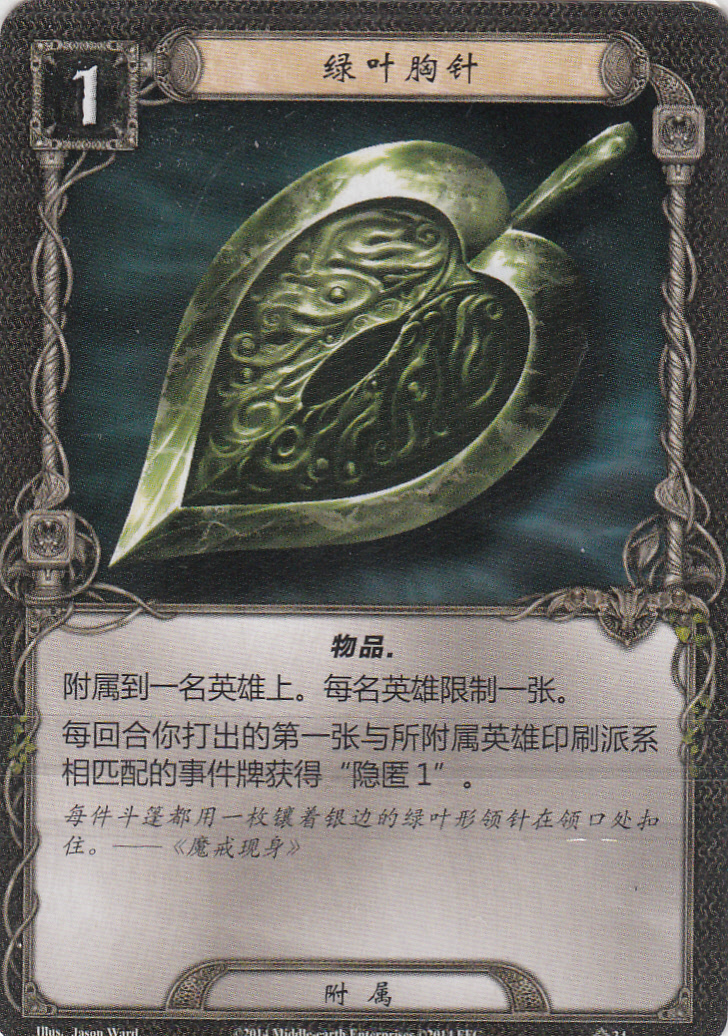 绿叶胸针
1
物品.
附属到一名英雄上。每名英雄限制一张。
每回合你打出的第一张与所附属英雄印刷派系
相匹配的事件牌获得“隐匿1”。
每件斗篷都用一枚镶着银边的绿叶形领针在领口处扣
住。——《魔戒现身》
附属
Illus. Jason Ward
©2014 Middle-earth Enterprises ©2014 FFG